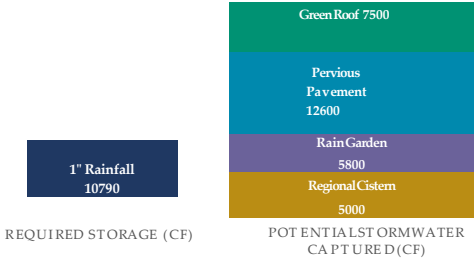 Green Roof 7500
Pervious
Pavement
12600
Rain Garden
5800
Regional Cistern
5000
1" Rainfall
10790
REQUIRED STORAGE (CF)
POTENTIAL STORMWATER
CAPTURED (CF)